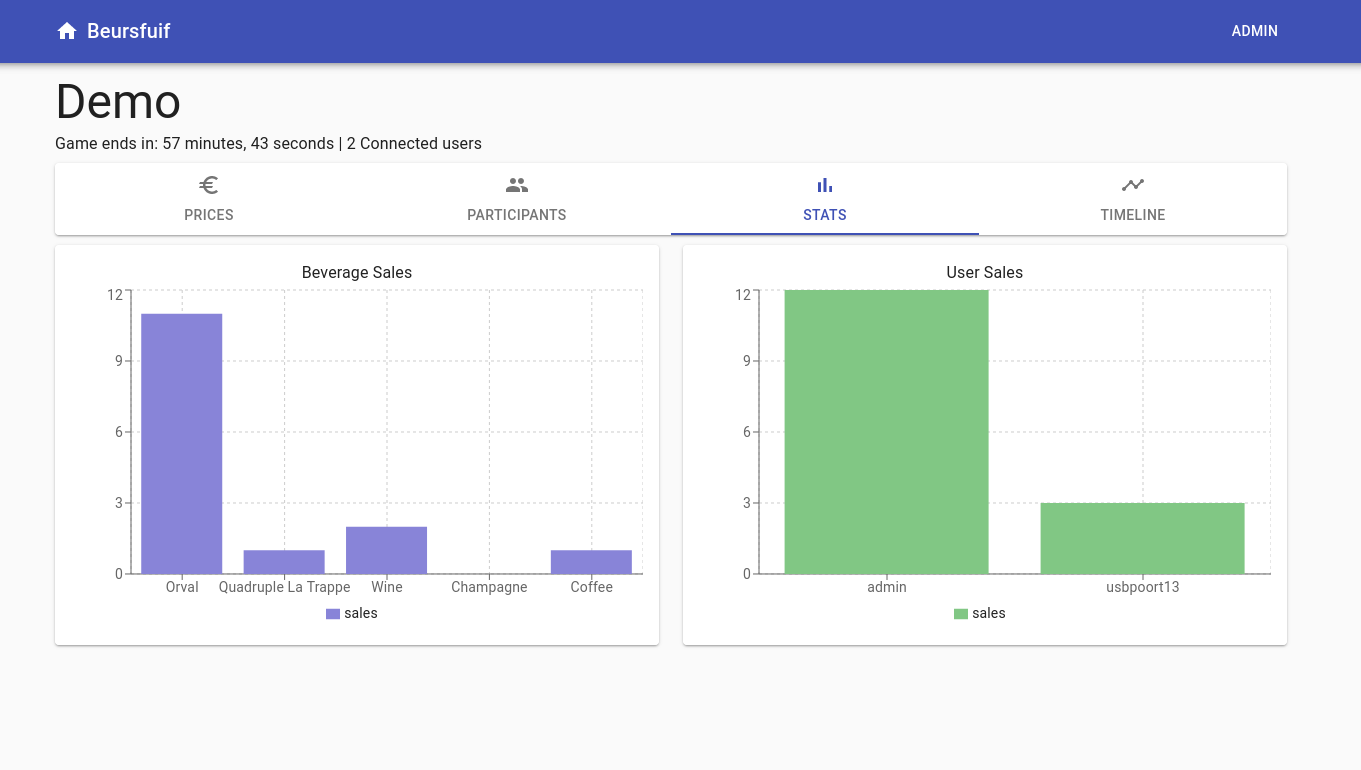 Beursfuif
ADMIN
Demo
Game ends in: 57 minutes, 43 seconds | 2 Connected users
PRICES
PARTICIPANTS
STATS
TIMELINE
Beverage Sales
12
9
6
3
0
Orval
Quadruple La Trappe
Wine
Champagne
Coffee
sales
User Sales
12
9
6
3
0
admin
usbpoort13
sales